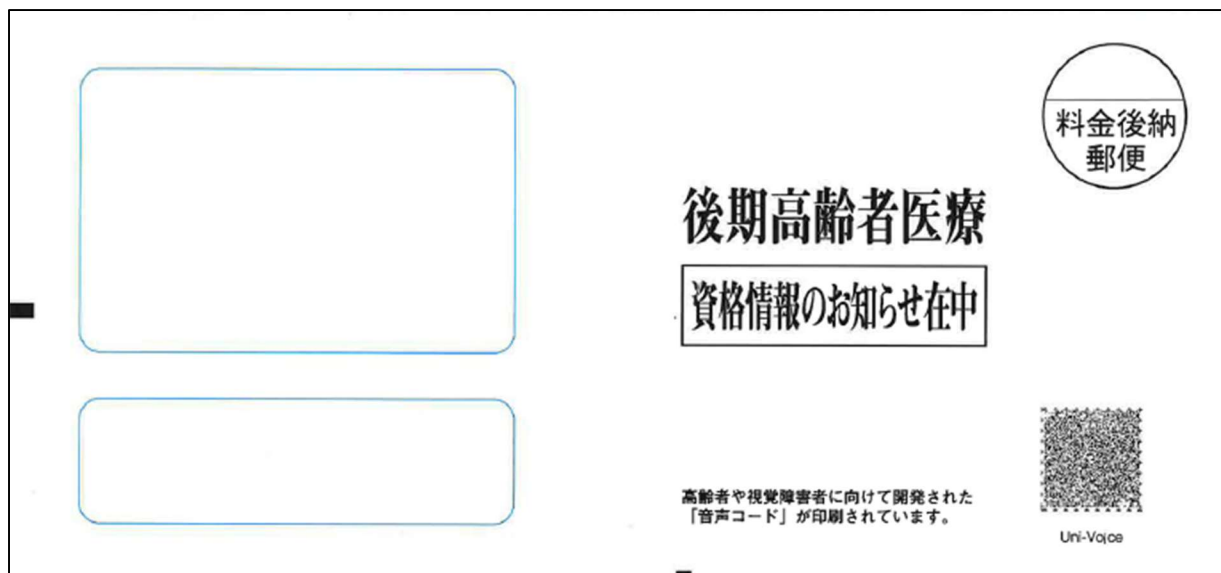 料金後納
郵便
後期高齢者医療
資格情報のお知らせ在中
高齢者や視覚障害者に向けて開発された
「音声コード」が印刷されています。
Uni-Voice